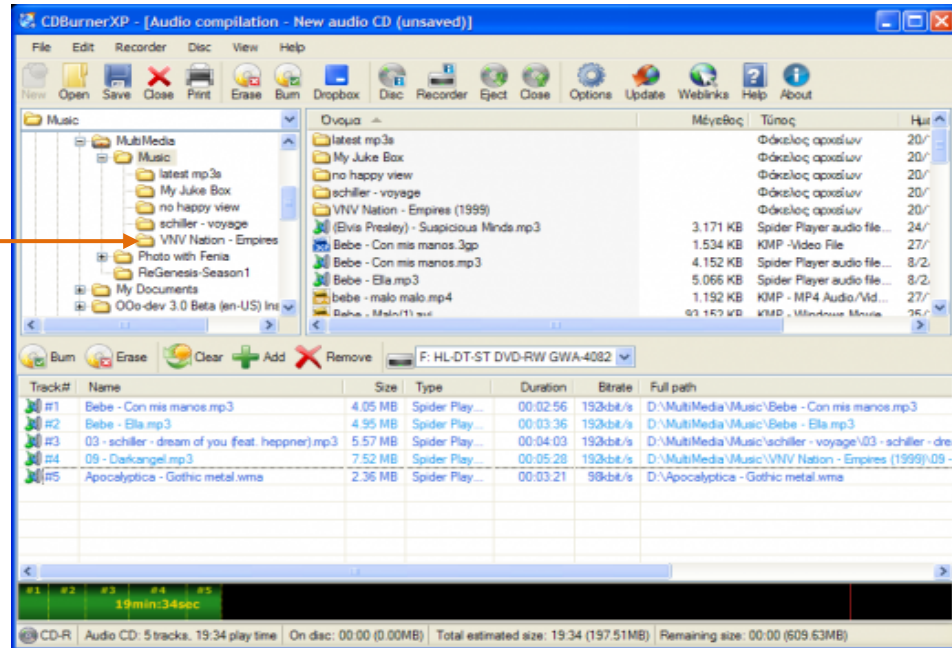 CDBurnerXP - [Audio compilation - New audio CD (unsaved)]
File Edit Recorder Disc View Help
New Open Save Close Print Erase Burn Dropbox Disc Recorder Eject Close Options Update Weblinks Help About
Music
MultiMedia
Music
latest mp3s
My Juke Box
no happy view
schiller - voyage
VNV Nation - Empires
Photo with Fenia
ReGenesis-Season1
My Documents
OOo-dev 3.0 Beta (en-US) Ins
Όνομα Μέγεθος Τύπος Ημε
latest mp3s Φάκελος αρχείων 20/
My Juke Box Φάκελος αρχείων 20/
no happy view Φάκελος αρχείων 20/
schiller - voyage Φάκελος αρχείων 20/
VNV Nation - Empires (1999) Φάκελος αρχείων 20/
(Elvis Presley) - Suspicious Minds.mp3 3.171 KB Spider Player audio file... 24/
Bebe - Con mis manos.3gp 1.534 KB KMP -Video File 27/
Bebe - Con mis manos.mp3 4.152 KB Spider Player audio file... 8/2
Bebe - Ella.mp3 5.066 KB Spider Player audio file... 8/2
bebe - malo malo.mp4 1.192 KB KMP - MP4 Audio/Vid... 27/
Bebe - Malo(1).avi 93.152 KB KMP - Windows Movie 25/
Burn Erase Clear Add Remove F: HL-DT-ST DVD-RW GWA-4082
Track# Name Size Type Duration Bitrate Full path
#1 Bebe - Con mis manos.mp3 4.05 MB Spider Play... 00:02:56 192kbit/s D:\MultiMedia\Music\Bebe - Con mis manos.mp3
#2 Bebe - Ella.mp3 4.95 MB Spider Play... 00:03:36 192kbit/s D:\MultiMedia\Music\Bebe - Ella.mp3
#3 03 - schiller - dream of you (feat. heppner).mp3 5.57 MB Spider Play... 00:04:03 192kbit/s D:\MultiMedia\Music\schiller - voyage\03 - schiller - dre
#4 09 - Darkangel.mp3 7.52 MB Spider Play... 00:05:28 192kbit/s D:\MultiMedia\Music\VNV Nation - Empires (1999)\09 -
#5 Apocalyptica - Gothic metal.wma 2.36 MB Spider Play... 00:03:21 98kbit/s D:\Apocalyptica - Gothic metal.wma
#1 #2 #3 #4 #5
19min:34sec
CD-R Audio CD: 5 tracks, 19:34 play time On disc: 00:00 (0.00MB) Total estimated size: 19:34 (197.51MB) Remaining size: 00:00 (609.63MB)